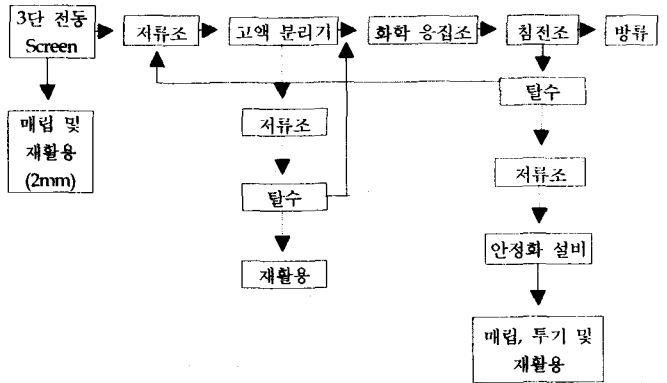 3단 전동
Screen
저류조
고액 분리기
화학 응집조
침전조
방류
매립 및
재활용
(2mm)
저류조
탈수
재활용
탈수
저류조
안정화 설비
매립, 투기 및
재활용